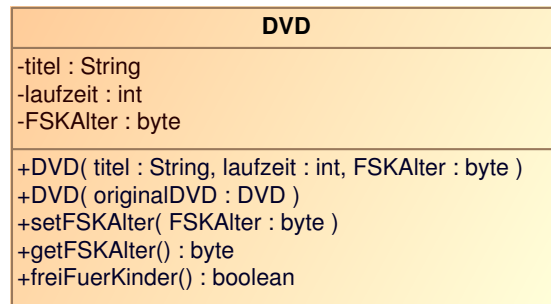 DVD
-titel : String
-laufzeit : int
-FSKAlter : byte
+DVD( titel : String, laufzeit : int, FSKAlter : byte )
+DVD( originalDVD : DVD )
+setFSKAlter( FSKAlter : byte )
+getFSKAlter() : byte
+freiFuerKinder() : boolean